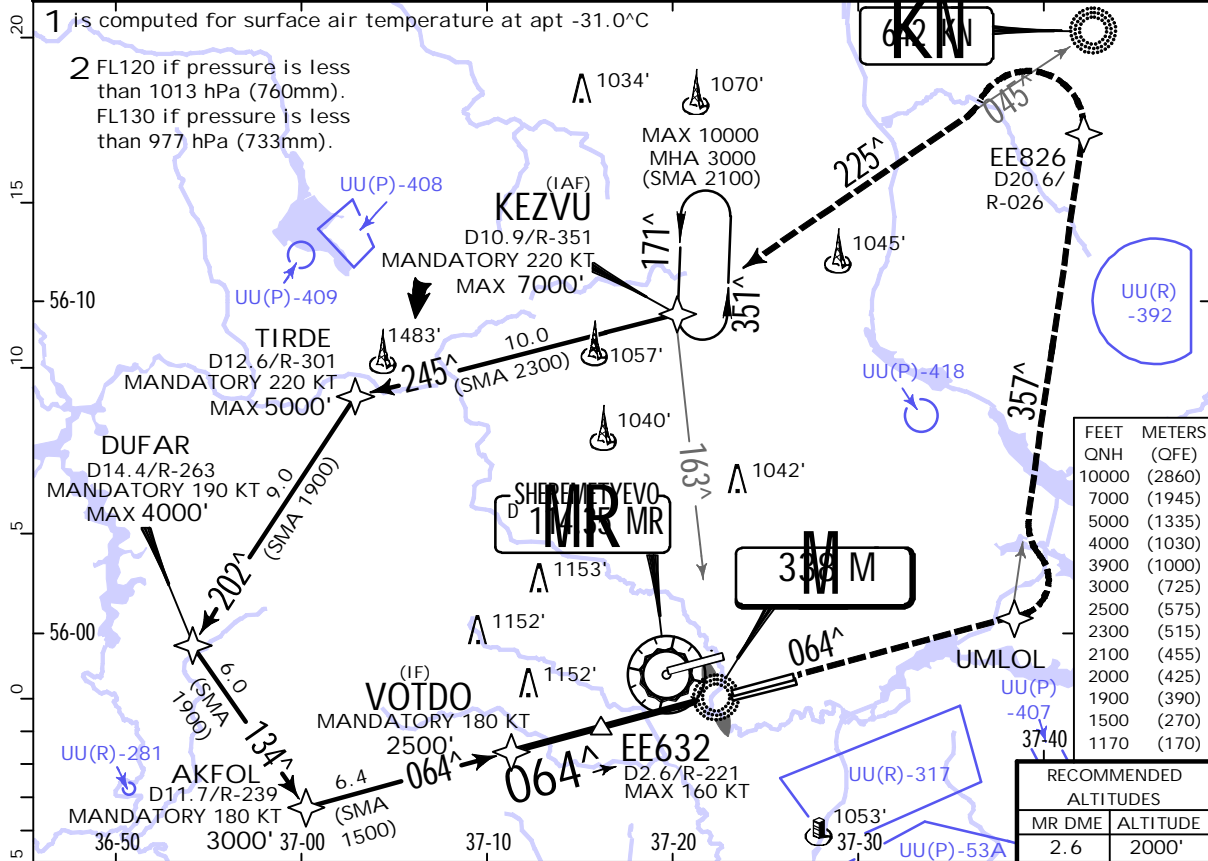 1 is computed for surface air temperature at apt -31.0^C
2 FL120 if pressure is less
than 1013 hPa (760mm).
FL130 if pressure is less
than 977 hPa (733mm).
20
15
10
5
0
5
56-10
56-00
36-50
37-00
37-10
37-20
37-30
37-40
KN
642 KN
1034'
1070'
MAX 10000
MHA 3000
(SMA 2100)
045^
225^
EE826
D20.6/
R-026
UU(P)-408
UU(P)-409
(IAF)
KEZVU
D10.9/R-351
MANDATORY 220 KT
MAX 7000'
171^
351^
1045'
UU(R)
-392
TIRDE
D12.6/R-301
MANDATORY 220 KT
MAX 5000'
1483'
10.0
245^
(SMA 2300)
1057'
UU(P)-418
357^
1040'
163^
1042'
DUFAR
D14.4/R-263
MANDATORY 190 KT
MAX 4000'
9.0
(SMA 1900)
202^
SHEREMETYEVO
D 114.35 MR
MR
338 M
M
1153'
1152'
1152'
064^
UMLOL
6.0
(SMA
1900)
134^
(IF)
VOTDO
MANDATORY 180 KT
2500'
UU(P)
-407
UU(R)-281
AKFOL
D11.7/R-239
MANDATORY 180 KT
3000'
6.4
(SMA
1500)
064^
064^
EE632
D2.6/R-221
MAX 160 KT
UU(R)-317
1053'
UU(P)-53A
FEET METERS
QNH (QFE)
10000 (2860)
7000 (1945)
5000 (1335)
4000 (1030)
3900 (1000)
3000 (725)
2500 (575)
2300 (515)
2100 (455)
2000 (425)
1900 (390)
1500 (270)
1170 (170)
RECOMMENDED
ALTITUDES
MR DME ALTITUDE
2.6 2000'